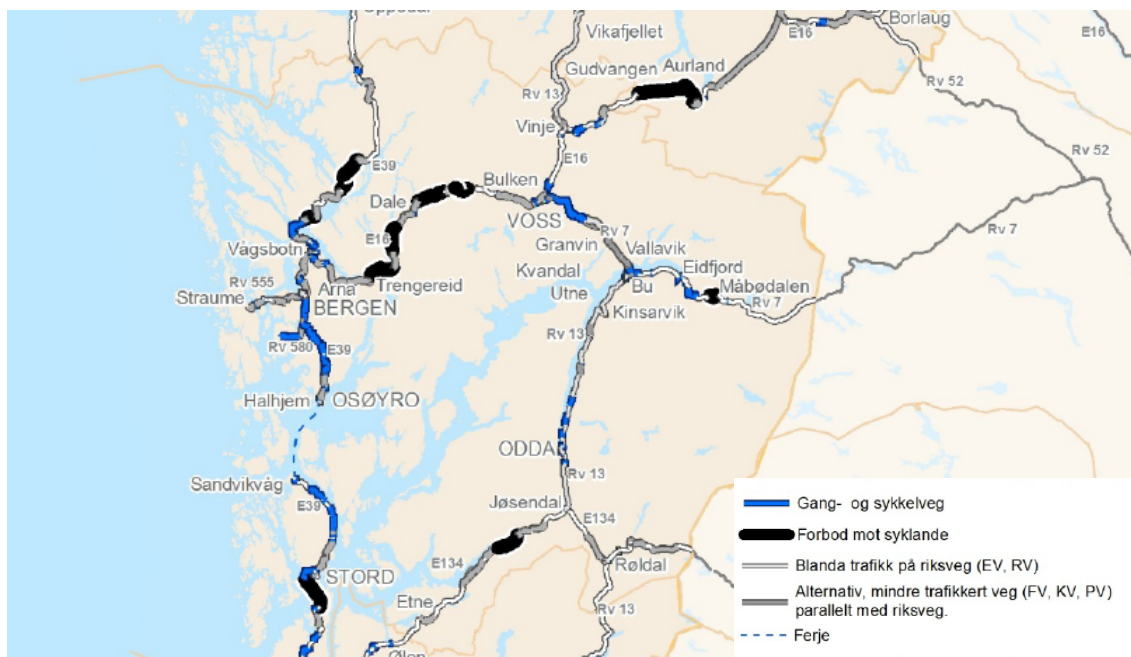 Oppedal
Borlaug
E16
E16
Vikafjellet
Gudvangen
Aurland
Rv 52
Rv 13
Vinje
E39
E16
Rv 52
Bulken
Dale
VOSS
Rv 7
E16
Granvin
Vallavik
Rv 7
Vågsbotn
Kvandal
Eidfjord
Rv 555
Arna
Trengereid
Utne
Bu
Måbødalen
Straume
BERGEN
Kinsarvik
Rv 7
Rv 13
Rv 580
E39
Halhjem
OSØYRO
ODDA
Sandvikvåg
Rv 13
E39
Jøsendal
E134
E134
Røldal
STORD
Etne
Rv 13
Ølen
Gang- og sykkelveg
Forbod mot syklande
Blanda trafikk på riksveg (EV, RV)
Alternativ, mindre trafikkert veg (FV, KV, PV)
parallelt med riksveg.
Ferje